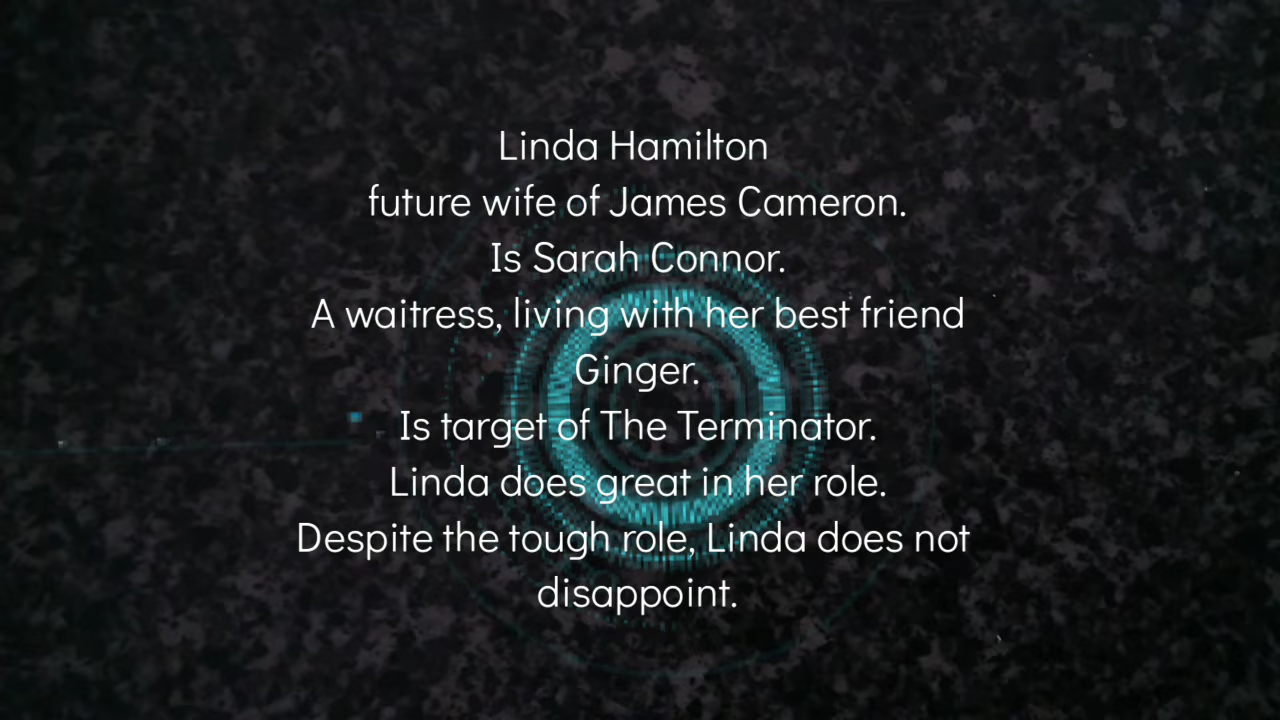 Linda Hamilton
future wife of James Cameron.
Is Sarah Connor.
A waitress, living with her best friend
Ginger.
Is target of The Terminator.
Linda does great in her role.
Despite the tough role, Linda does not
disappoint.